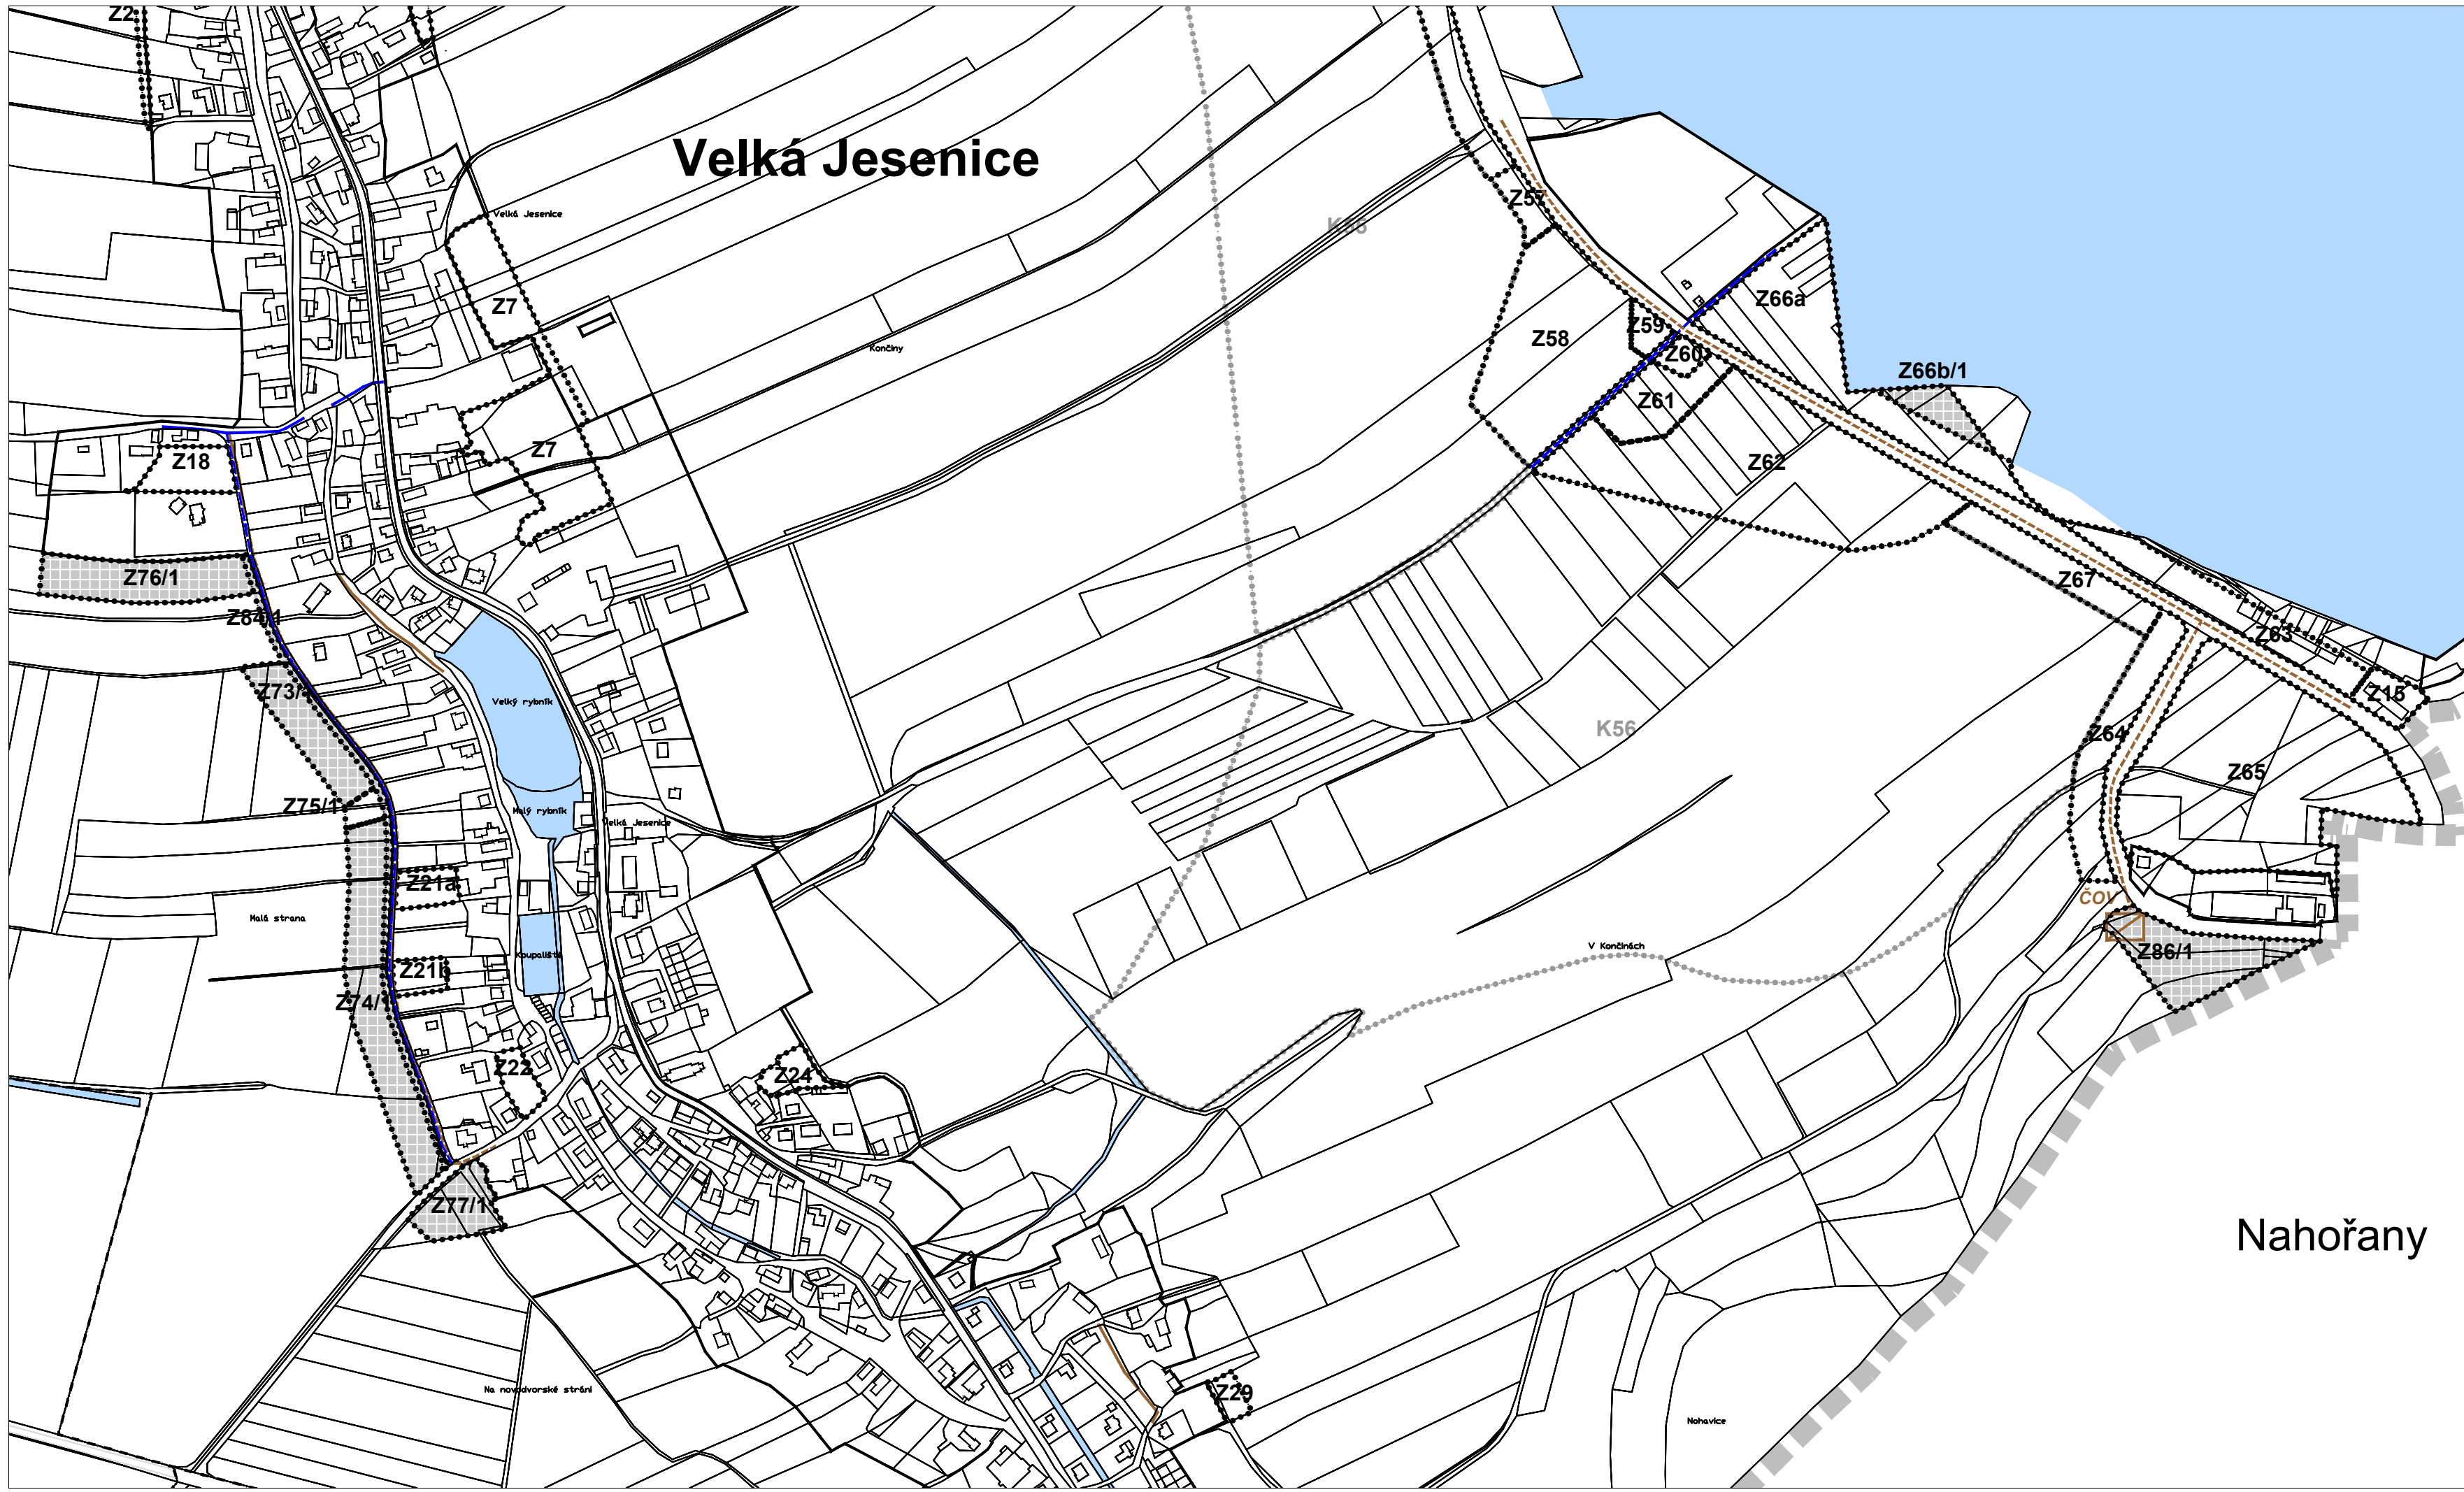 Z2
Velká Jesenice
Z57
Velká Jesenice
K56
Z7
Z66a
Z59
Z58
Končiny
Z60
Z66b/1
Z61
Z7
Z18
Z62
Z76/1
Z67
Z84/1
Z63
Z73/1
Z15
Velký rybník
K56
Z64
Z65
Z75/1
Malý rybník
Velká Jesenice
Z21a
ČOV
Malá strana
V Končinách
Z86/1
Koupaliště
Z21b
Z74/1
Z22
Z24
Z77/1
Nahořany
Na novodvorské stráni
Z29
Nohavice